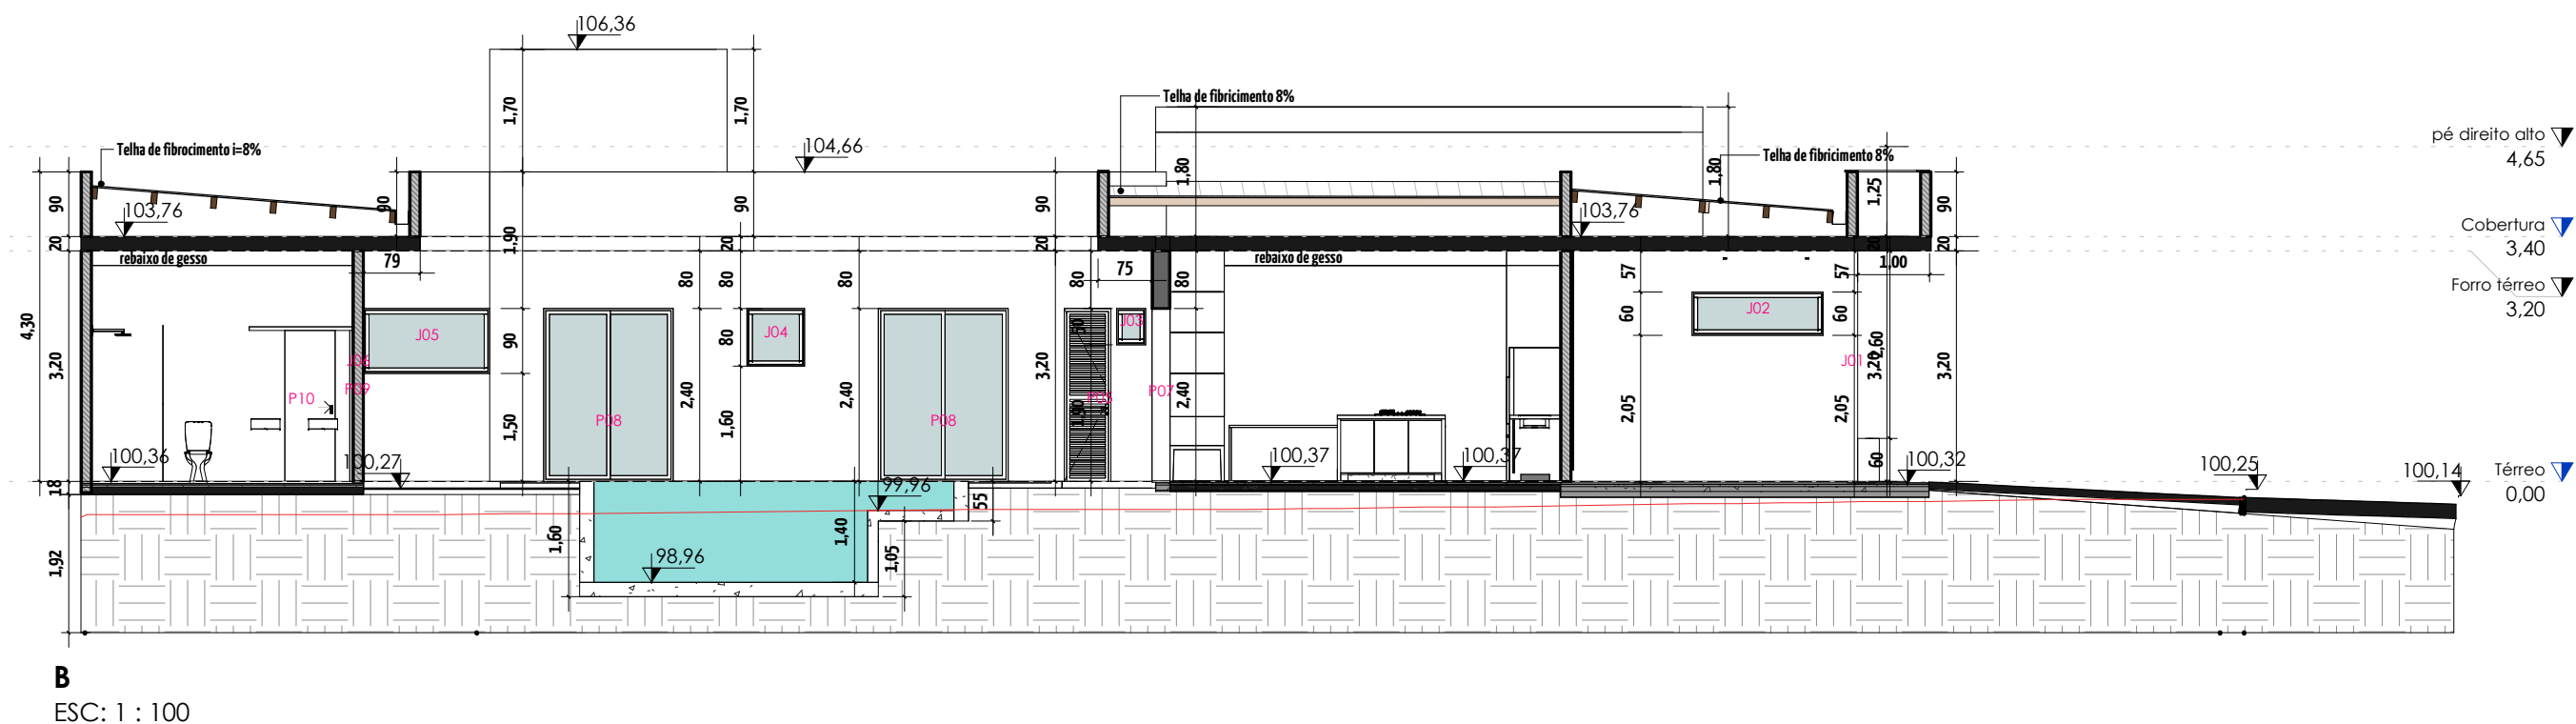 106,36
1,70
1,70
Telha de fibricimento 8%
pé direito alto
4,65
Telha de fibrocimento i=8%
104,66
1,80
1,80
Telha de fibricimento 8%
90
103,76
90
90
90
103,76
1,25
90
Cobertura
3,40
20
1,90
20
20
20
20
rebaixo de gesso
79
80
80
80
80
75
80
rebaixo de gesso
57
57
1,00
Forro térreo
3,20
4,30
3,20
J05
90
J04
80
J03
J02
60
60
J06
P09
P10
2,40
2,40
3,20
P07
2,40
J01
3,20
2,60
3,20
1,50
P08
1,60
P08
1,90
P05
2,05
2,05
100,36
100,27
100,37
100,37
60
100,32
100,25
100,14
Térreo
0,00
18
99,96
55
1,92
1,60
98,96
1,40
1,05
B
ESC: 1 : 100